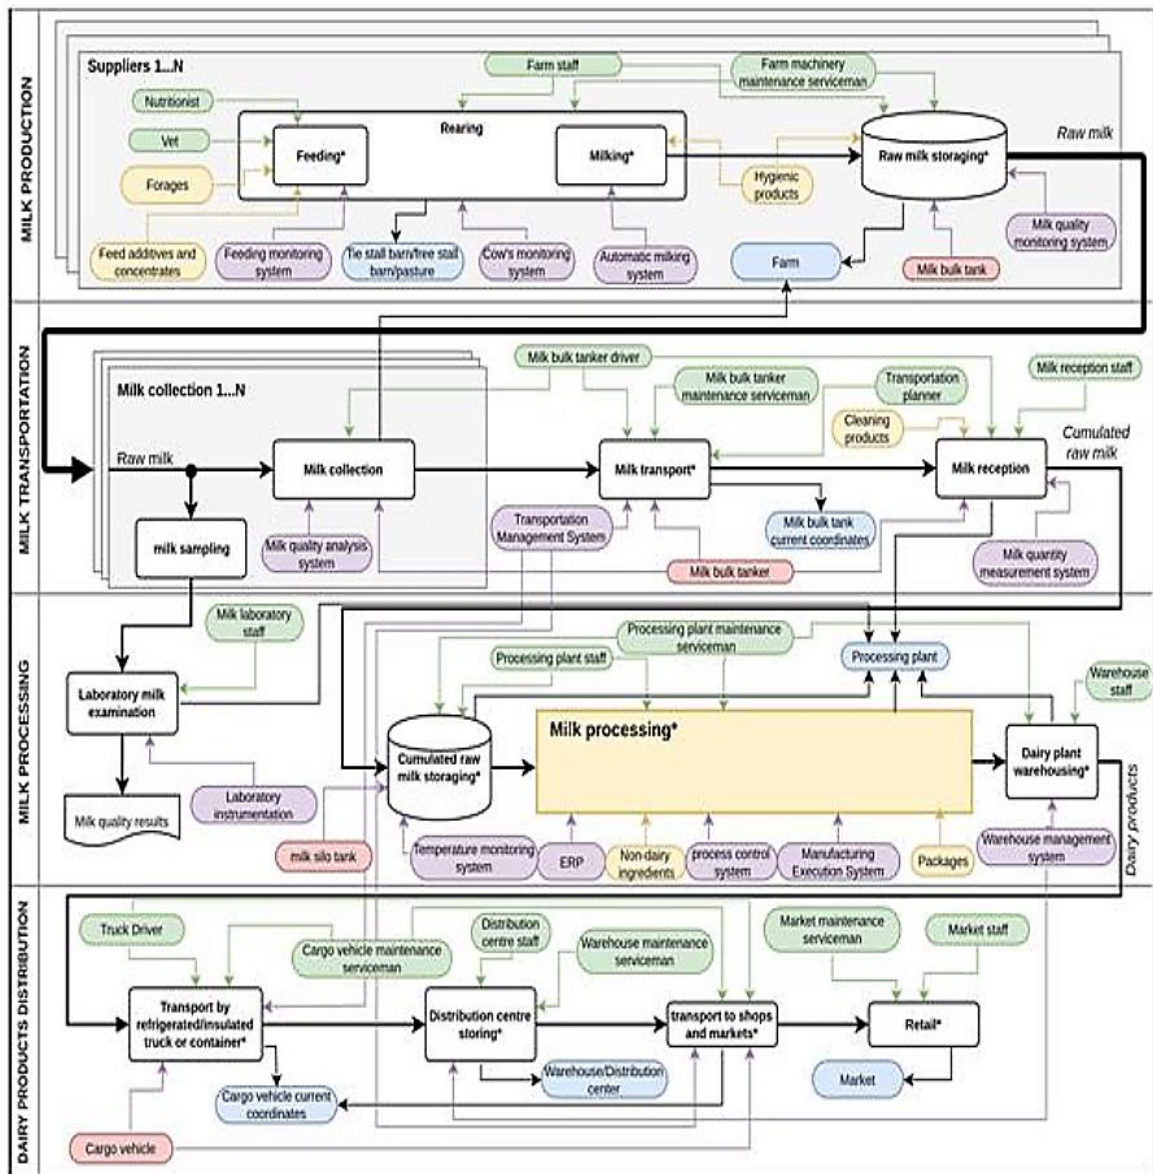 MILK PRODUCTION
Suppliers 1...N
Farm staff
Farm machinery
maintenance serviceman
Nutritionist
Vet
Forages
Rearing
Feeding*
Milking*
Raw milk storaging*
Raw milk
Hygienic
products
Feed additives and
concentrates
Feeding monitoring
system
Tie stall barn/free stall
barn/pasture
Cow's monitoring
system
Automatic milking
system
Farm
Milk bulk tank
Milk quality
monitoring system
MILK TRANSPORTATION
Milk collection 1...N
Raw milk
Milk collection
milk sampling
Milk quality analysis
system
Milk bulk tanker driver
Milk bulk tanker
maintenance serviceman
Transportation
planner
Milk reception staff
Cleaning
products
Cumulated
raw milk
Milk transport*
Milk reception
Transportation
Management System
Milk bulk tank
current coordinates
Milk bulk tanker
Milk quantity
measurement system
MILK PROCESSING
Milk laboratory
staff
Laboratory milk
examination
Laboratory
instrumentation
Milk quality results
Processing plant maintenance
serviceman
Processing plant staff
Processing plant
Warehouse
staff
Cumulated raw
milk storaging*
Milk processing*
Dairy plant
warehousing*
milk silo tank
Temperature monitoring
system
ERP
Non-dairy
ingredients
process control
system
Manufacturing
Execution System
Packages
Warehouse management
system
Dairy products
DAIRY PRODUCTS DISTRIBUTION
Truck Driver
Cargo vehicle maintenance
serviceman
Distribution
centre staff
Warehouse maintenance
serviceman
Market maintenance
serviceman
Market staff
Transport by
refrigerated/insulated
truck or container*
Distribution centre
storing*
transport to shops
and markets*
Retail*
Cargo vehicle current
coordinates
Warehouse/Distribution
center
Market
Cargo vehicle